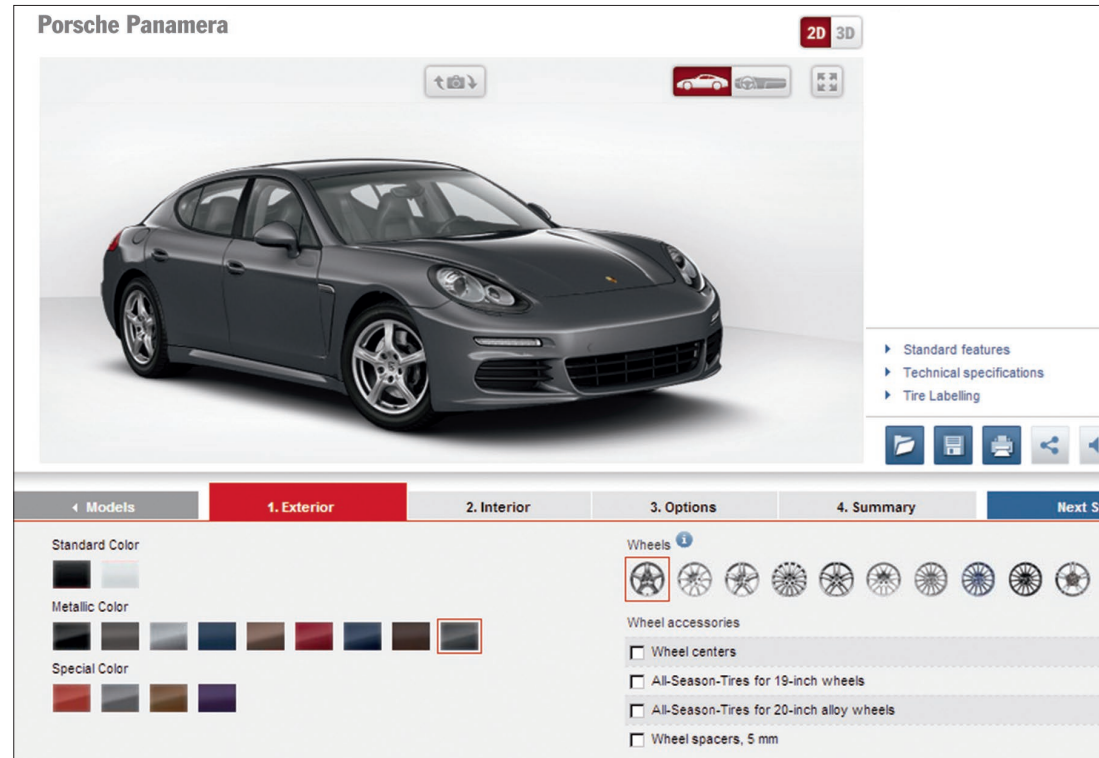 Porsche Panamera
2D 3D
Standard features
Technical specifications
Tire Labelling
Models
1. Exterior
2. Interior
3. Options
4. Summary
Next S
Standard Color
Metallic Color
Special Color
Wheels
Wheel accessories
Wheel centers
All-Season-Tires for 19-inch wheels
All-Season-Tires for 20-inch alloy wheels
Wheel spacers, 5 mm